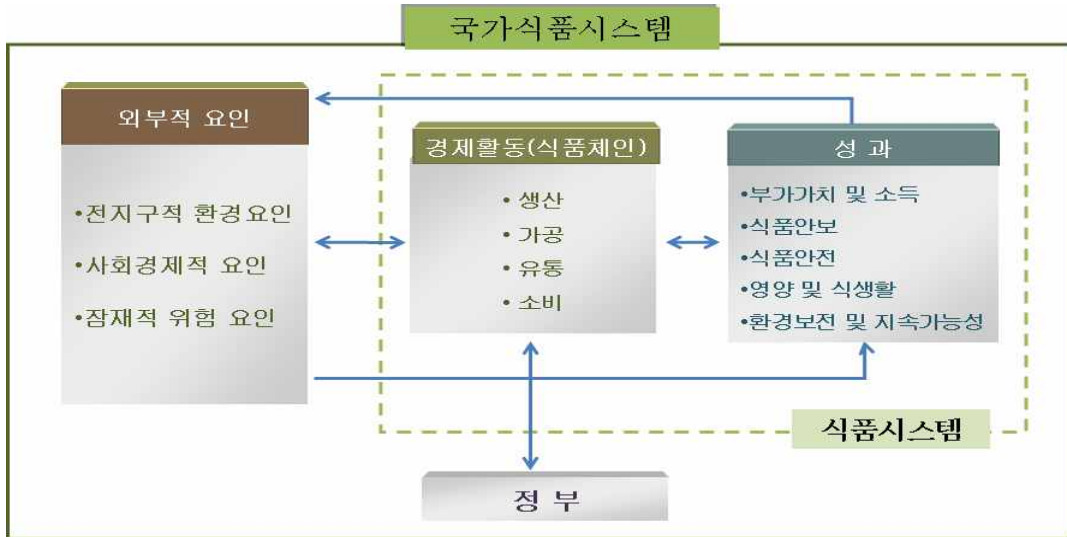 국가식품시스템
외부적 요인
•전지구적 환경요인
•사회경제적 요인
•잠재적 위험 요인
경제활동(식품체인)
• 생산
• 가공
• 유통
• 소비
성 과
•부가가치 및 소득
•식품안보
•식품안전
•영양 및 식생활
•환경보전 및 지속가능성
식품시스템
정 부